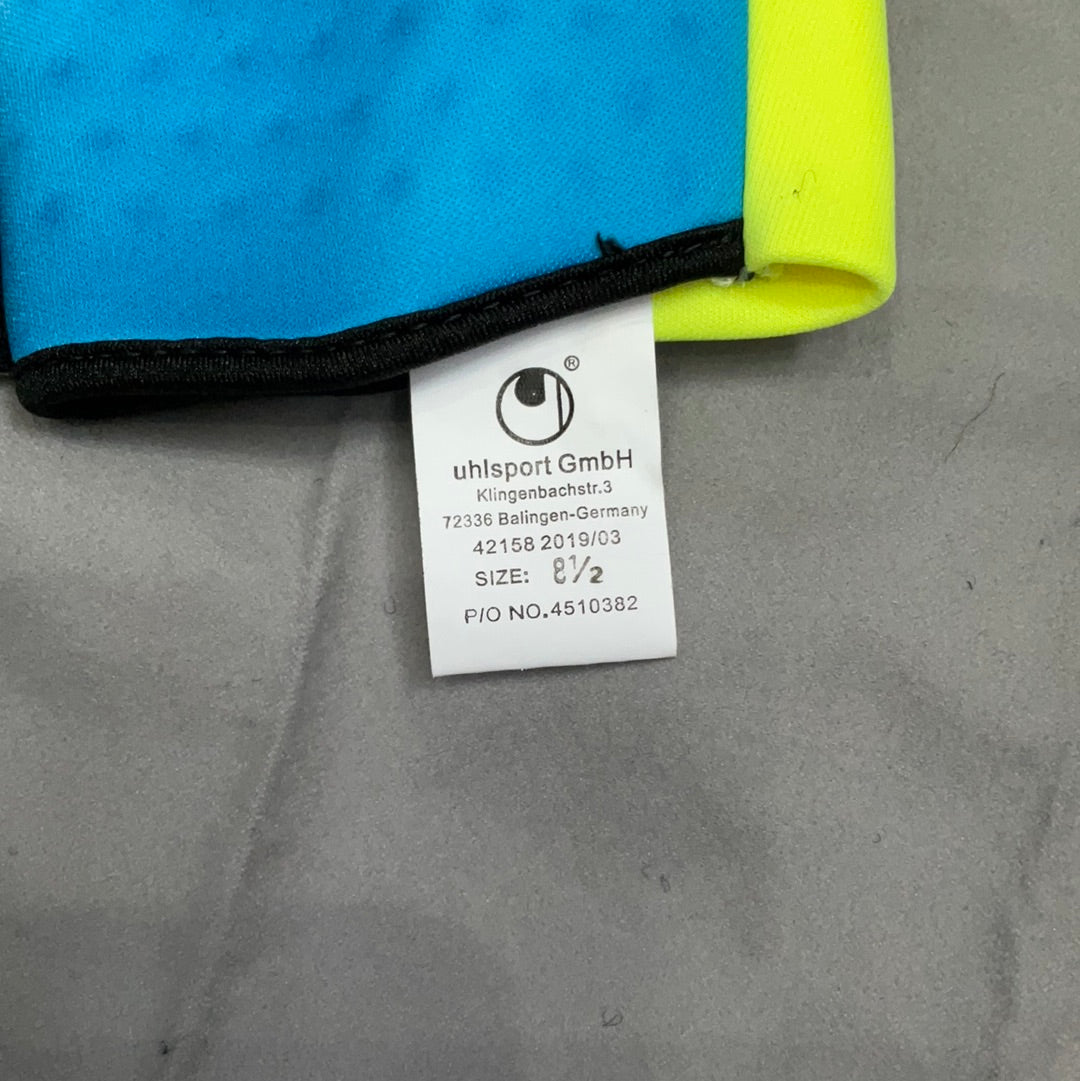 ®
uhlsport GmbH
Klingenbachstr.3
72336 Balingen-Germany
42158 2019/03
SIZE: 8½
P/O NO.4510382